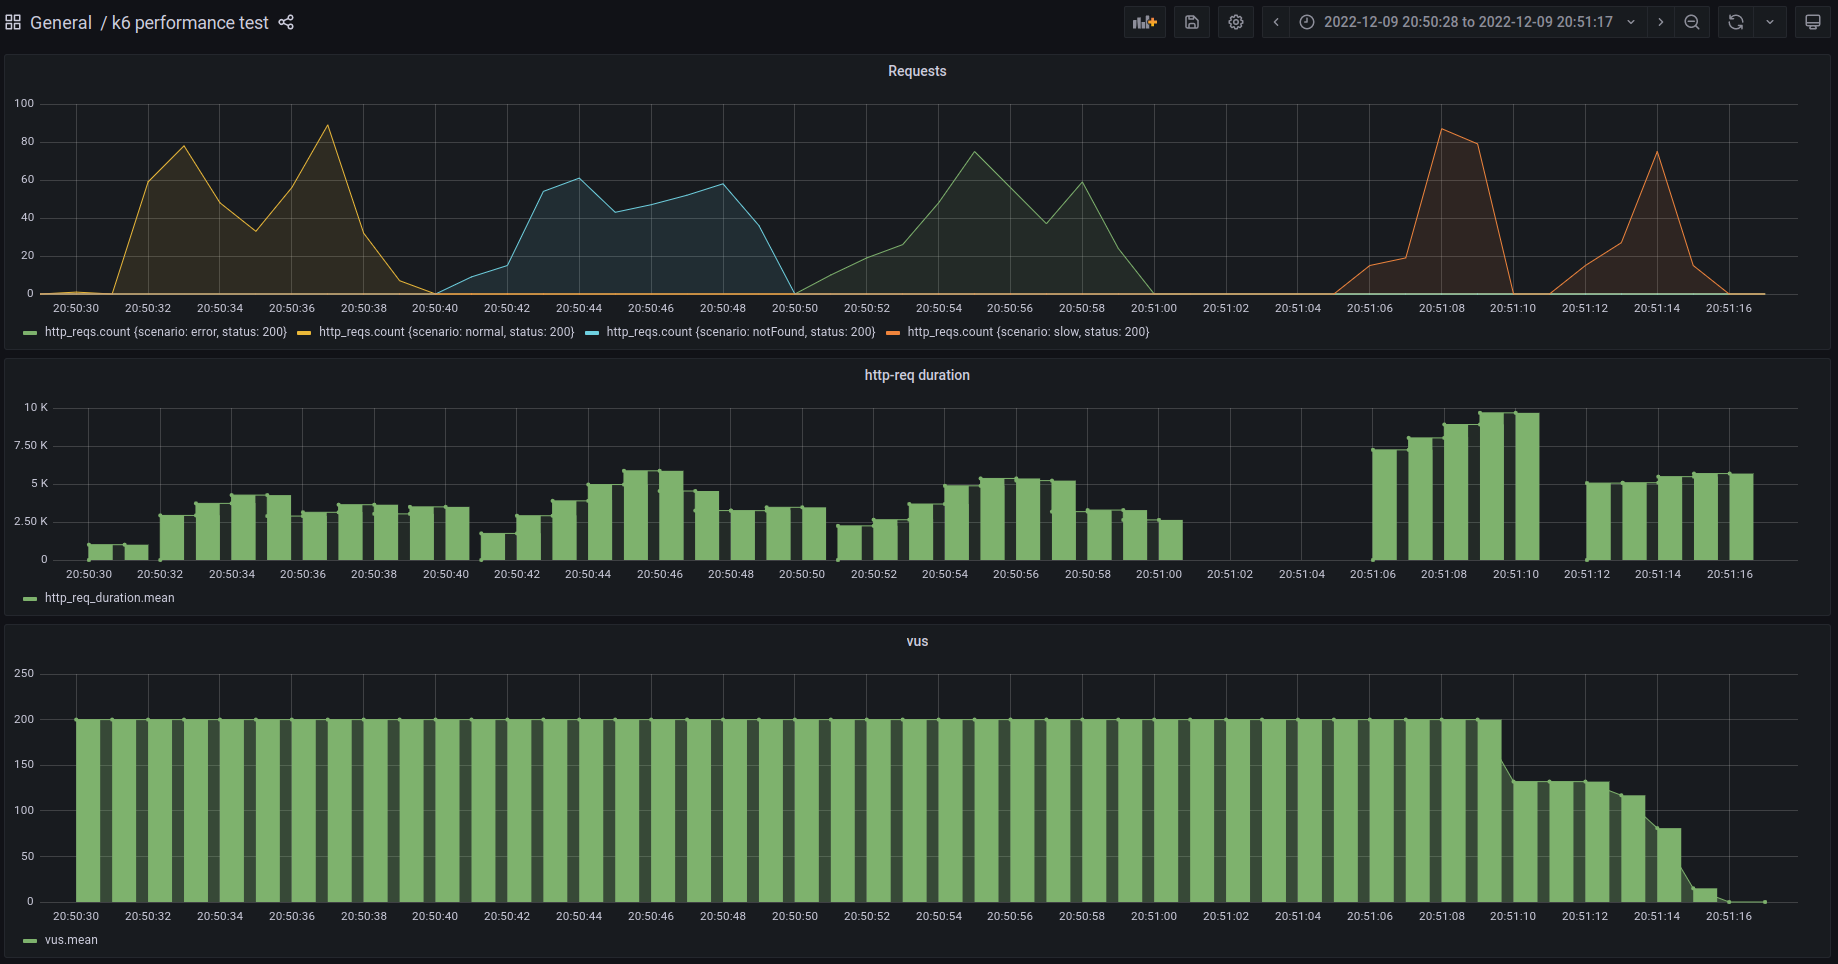 General / k6 performance test
2022-12-09 20:50:28 to 2022-12-09 20:51:17
Requests
100
80
60
40
20
0
20:50:30 20:50:32 20:50:34 20:50:36 20:50:38 20:50:40 20:50:42 20:50:44 20:50:46 20:50:48 20:50:50 20:50:52 20:50:54 20:50:56 20:50:58 20:51:00 20:51:02 20:51:04 20:51:06 20:51:08 20:51:10 20:51:12 20:51:14 20:51:16
http_reqs.count {scenario: error, status: 200} http_reqs.count {scenario: normal, status: 200} http_reqs.count {scenario: notFound, status: 200} http_reqs.count {scenario: slow, status: 200}
http-req duration
10 K
7.50 K
5 K
2.50 K
0
20:50:30 20:50:32 20:50:34 20:50:36 20:50:38 20:50:40 20:50:42 20:50:44 20:50:46 20:50:48 20:50:50 20:50:52 20:50:54 20:50:56 20:50:58 20:51:00 20:51:02 20:51:04 20:51:06 20:51:08 20:51:10 20:51:12 20:51:14 20:51:16
http_req_duration.mean
vus
250
200
150
100
50
0
20:50:30 20:50:32 20:50:34 20:50:36 20:50:38 20:50:40 20:50:42 20:50:44 20:50:46 20:50:48 20:50:50 20:50:52 20:50:54 20:50:56 20:50:58 20:51:00 20:51:02 20:51:04 20:51:06 20:51:08 20:51:10 20:51:12 20:51:14 20:51:16
vus.mean